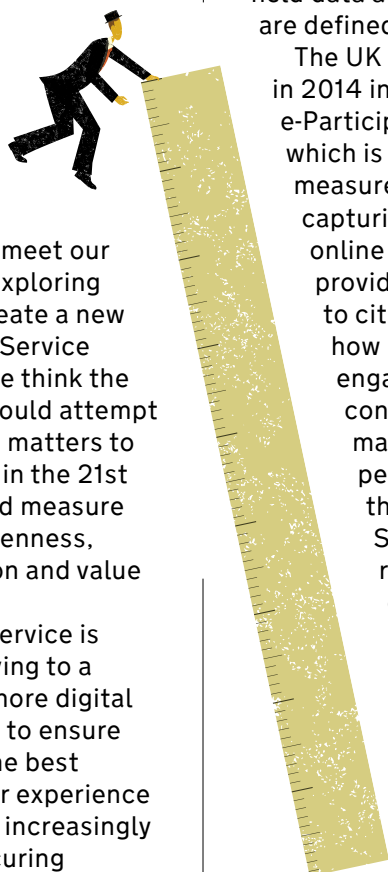 meet our
xploring
eate a new
Service
e think the
ould attempt
matters to
in the 21st
d measure
enness,
on and value
ervice is
ing to a
more digital
to ensure
he best
r experience
increasingly
curing
are defined
The UK
in 2014 in
e-Particip
which is
measure
capturi
online
provid
to cit
how
enga
con
ma
pe
th
S
r